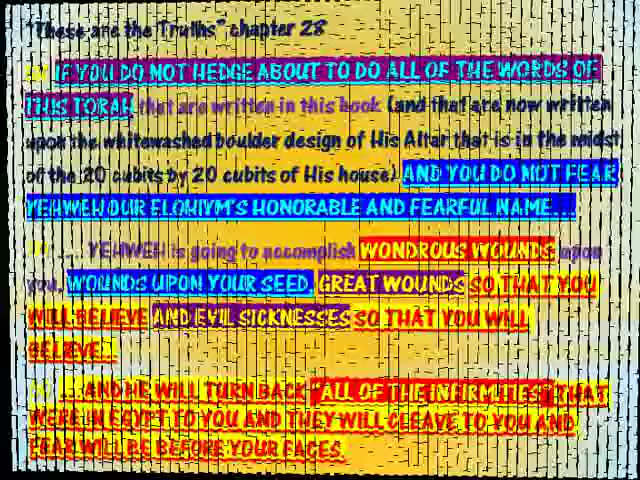 "These are the Truths" chapter 28
IF YOU DO NOT HEDGE ABOUT TO DO ALL OF THE WORDS OF
THIS TORAH that are written in this book (and that are now written
upon the whitewashed boulder design of His Altar that is in the midst
of the 20 cubits by 20 cubits of His house) AND YOU DO NOT FEAR
YEHWEH OUR ELOHIYM'S HONORABLE AND FEARFUL NAME...
.... YEHWEH is going to accomplish WONDROUS WOUNDS upon
you, WOUNDS UPON YOUR SEED, GREAT WOUNDS SO THAT YOU
WILL BELIEVE AND EVIL SICKNESSES SO THAT YOU WILL
BELIEVE...
...AND HE WILL TURN BACK "ALL OF THE INFIRMITIES" THAT
WERE IN EGYPT TO YOU AND THEY WILL CLEAVE TO YOU AND
FEAR WILL BE BEFORE YOUR FACES.